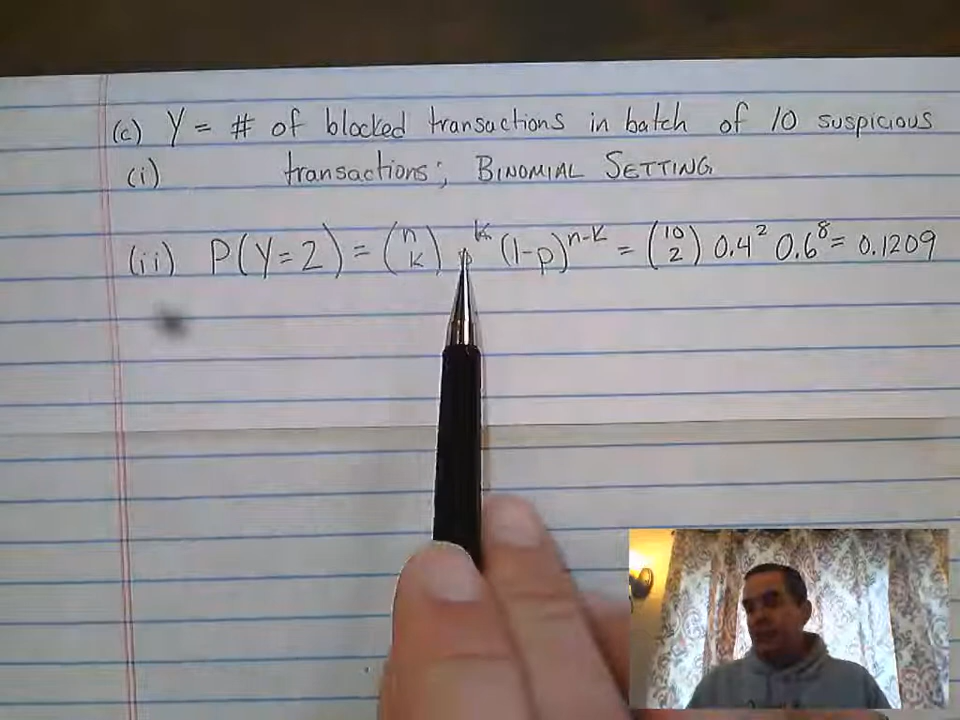 (c) Y = # of blocked transactions in batch of 10 suspicious
(i) transactions; BINOMIAL SETTING
(ii) P(Y=2) = (n k) p^k (1-p)^n-k = (10 2) 0.4^2 0.6^8 = 0.1209